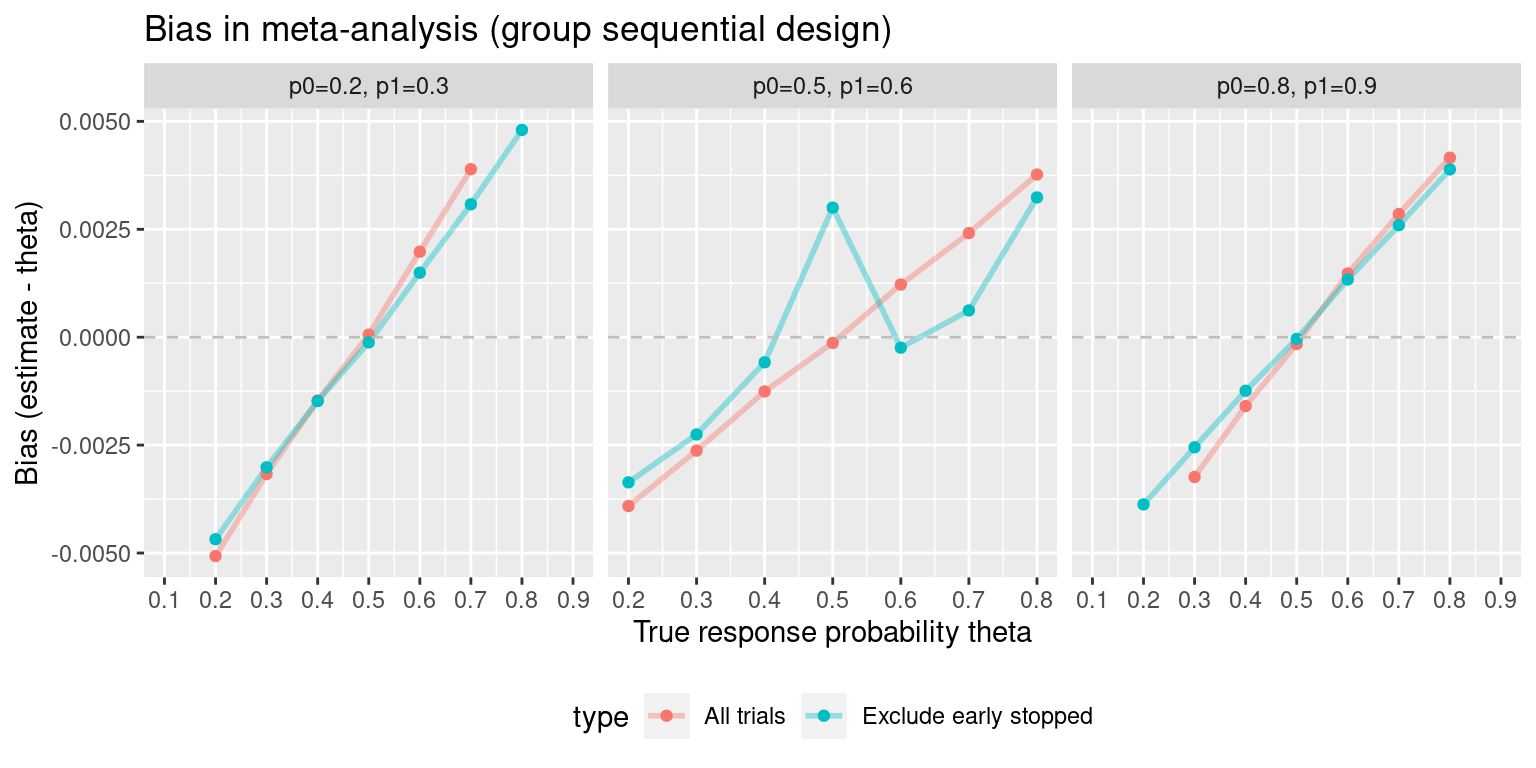 Bias in meta-analysis (group sequential design)
p0=0.2, p1=0.3
p0=0.5, p1=0.6
p0=0.8, p1=0.9
Bias (estimate - theta)
0.0050
0.0025
0.0000
-0.0025
-0.0050
0.1 0.2 0.3 0.4 0.5 0.6 0.7 0.8 0.9
0.2 0.3 0.4 0.5 0.6 0.7 0.8
0.1 0.2 0.3 0.4 0.5 0.6 0.7 0.8 0.9
True response probability theta
type All trials Exclude early stopped